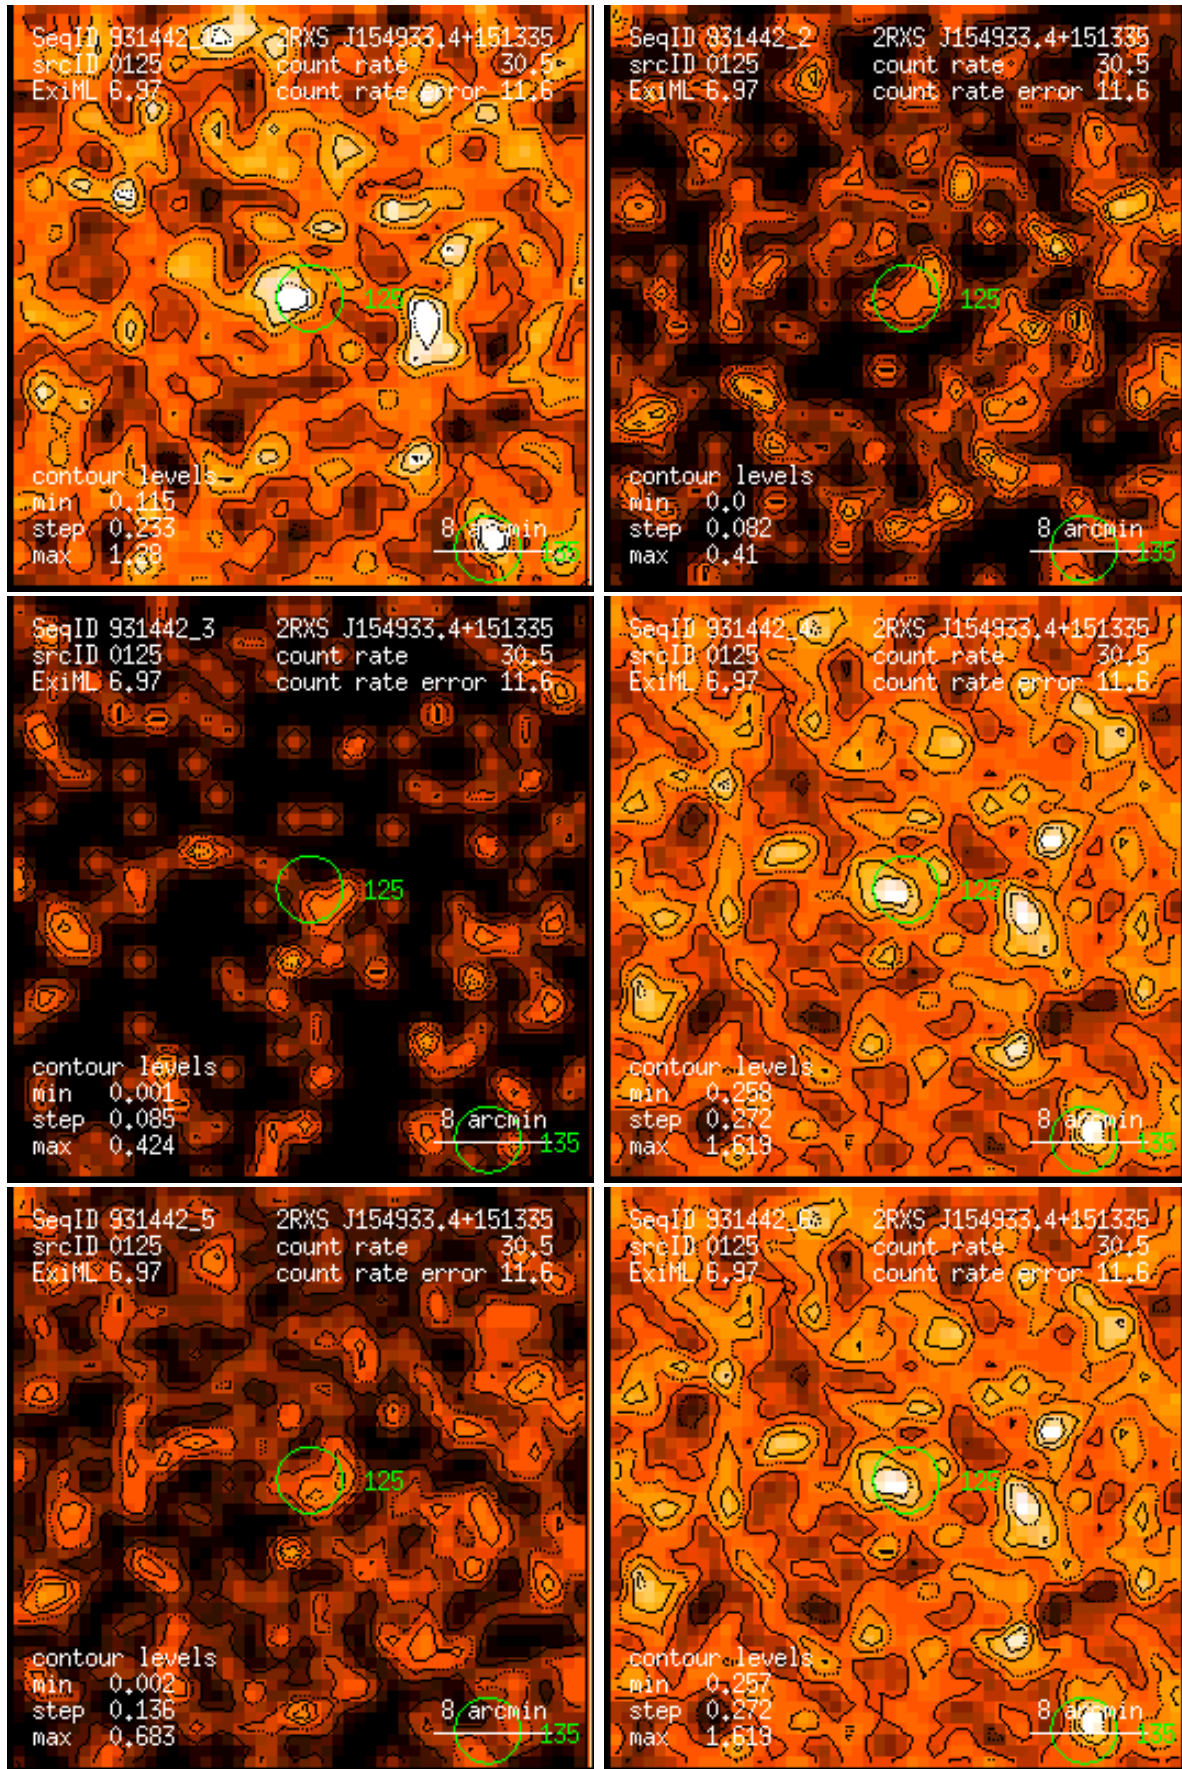 SeqID 931442_1 2RXS J154933.4+151335
srcID 0125 count rate 30.5
ExiML 6.97 count rate error 11.6
125
contour levels
min 0.115
step 0.233 8 arcmin
max 1.28 135
SeqID 931442_2 2RXS J154933.4+151335
srcID 0125 count rate 30.5
ExiML 6.97 count rate error 11.6
125
contour levels
min 0.0
step 0.082 8 arcmin
max 0.41 135
SeqID 931442_3 2RXS J154933.4+151335
srcID 0125 count rate 30.5
ExiML 6.97 count rate error 11.6
125
contour levels
min 0.001
step 0.085 8 arcmin
max 0.424 135
SeqID 931442_4 2RXS J154933.4+151335
srcID 0125 count rate 30.5
ExiML 6.97 count rate error 11.6
125
contour levels
min 0.258
step 0.272 8 arcmin
max 1.619 135
SeqID 931442_5 2RXS J154933.4+151335
srcID 0125 count rate 30.5
ExiML 6.97 count rate error 11.6
125
contour levels
min 0.002
step 0.136 8 arcmin
max 0.683 135
SeqID 931442_6 2RXS J154933.4+151335
srcID 0125 count rate 30.5
ExiML 6.97 count rate error 11.6
125
contour levels
min 0.257
step 0.272 8 arcmin
max 1.619 135